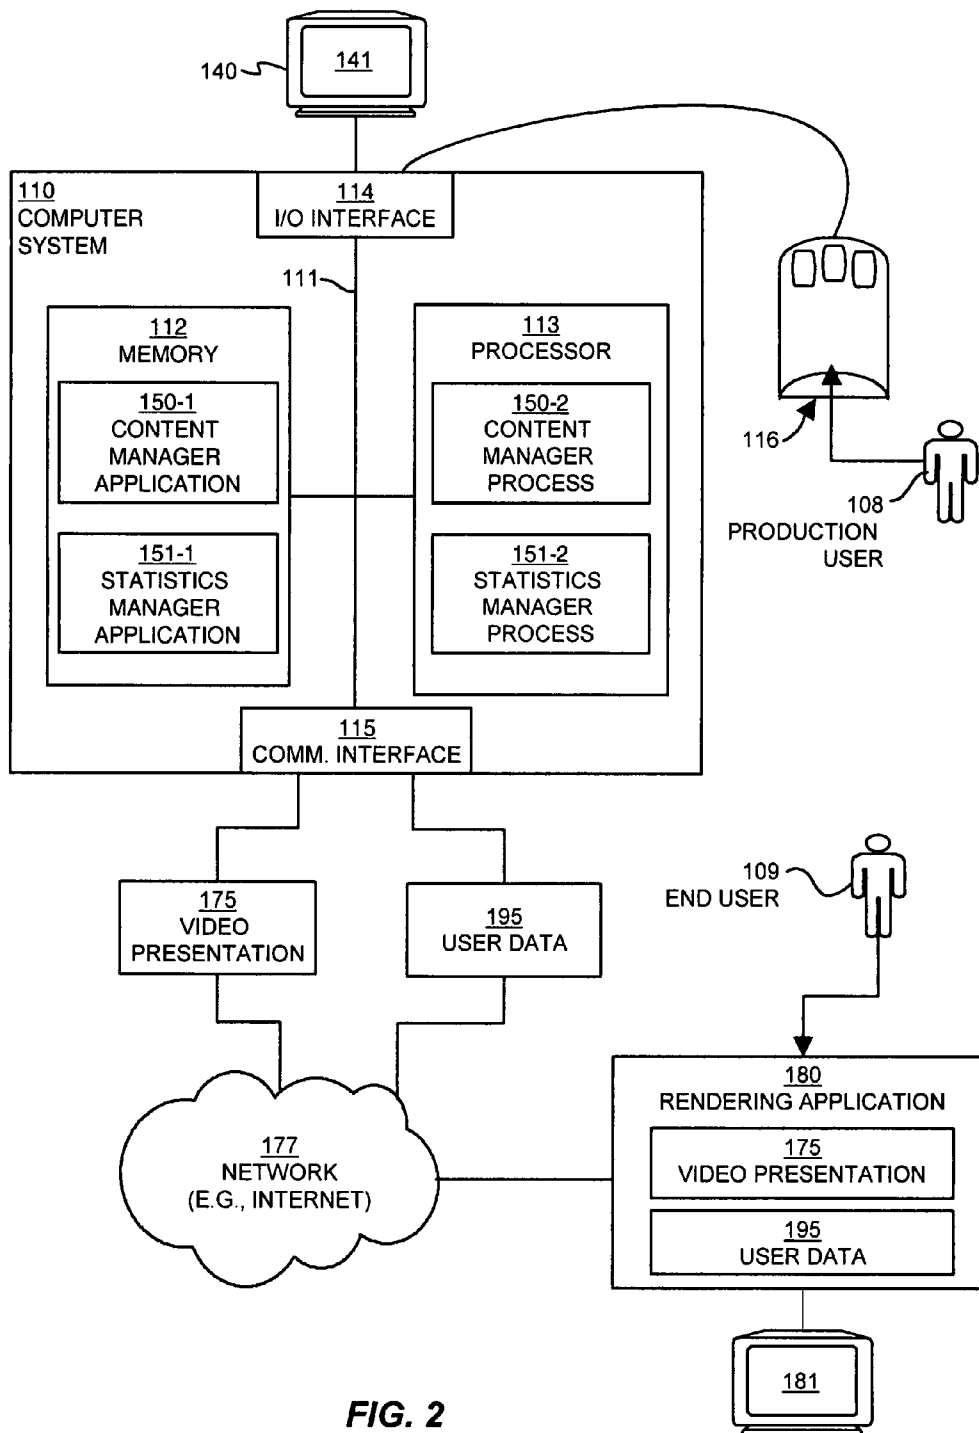 141
140
110
COMPUTER
SYSTEM
114
I/O INTERFACE
111
112
MEMORY
113
PROCESSOR
150-1
CONTENT
MANAGER
APPLICATION
150-2
CONTENT
MANAGER
PROCESS
151-1
STATISTICS
MANAGER
APPLICATION
151-2
STATISTICS
MANAGER
PROCESS
116
108
PRODUCTION
USER
115
COMM. INTERFACE
175
VIDEO
PRESENTATION
195
USER DATA
109
END USER
177
NETWORK
(E.G., INTERNET)
180
RENDERING APPLICATION
175
VIDEO PRESENTATION
195
USER DATA
181
FIG. 2